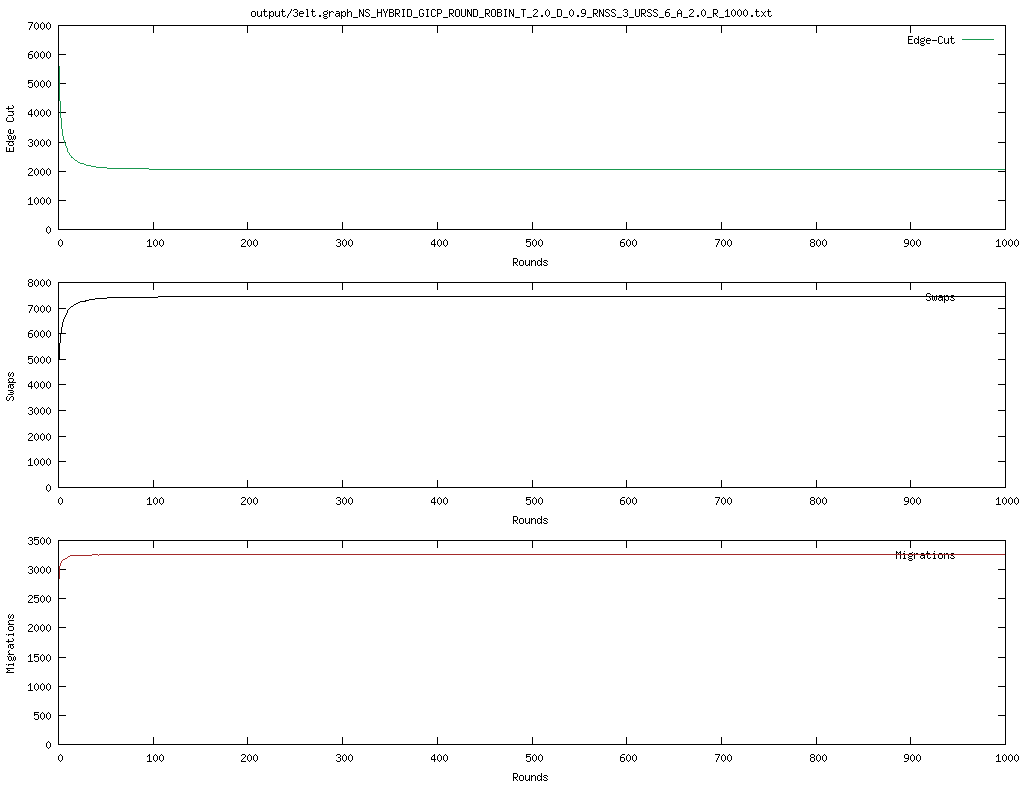 output/3elt.graph_NS_HYBRID_GICP_ROUND_ROBIN_T_2.0_D_0.9_RNSS_3_URSS_6_A_2.0_R_1000.txt
7000
6000
5000
4000
3000
2000
1000
0
Edge Cut
Edge-Cut
0 100 200 300 400 500 600 700 800 900 1000
Rounds
8000
7000
6000
5000
4000
3000
2000
1000
0
Swaps
Swaps
0 100 200 300 400 500 600 700 800 900 1000
Rounds
3500
3000
2500
2000
1500
1000
500
0
Migrations
Migrations
0 100 200 300 400 500 600 700 800 900 1000
Rounds